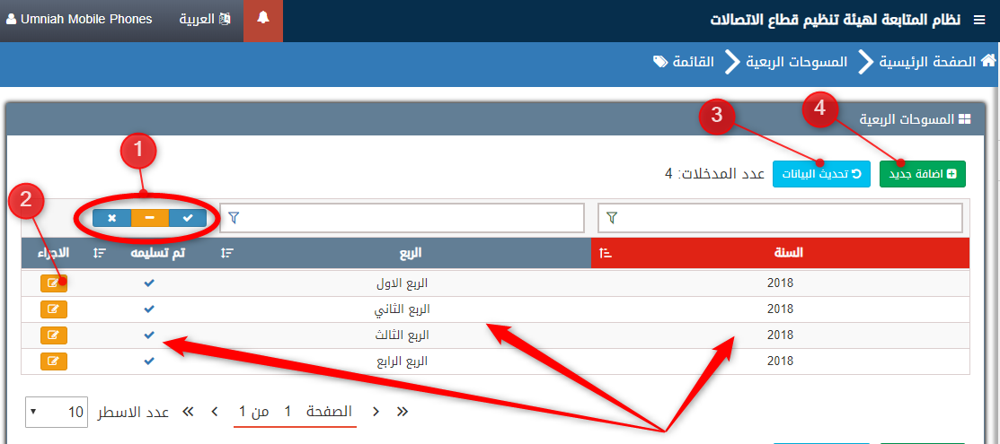 نظام المتابعة لهيئة تنظيم قطاع الاتصالات
العربية
Umniah Mobile Phones
الصفحة الرئيسية
المسوحات الربعية
القائمة
المسوحات الربعية
4
3
اضافة جديد
تحديث البيانات
عدد المدخلات: 4
1
2
السنة الربع تم تسليمه الاجراء
2018 الربع الاول
2018 الربع الثاني
2018 الربع الثالث
2018 الربع الرابع
الصفحة 1 من 1
عدد الاسطر 10